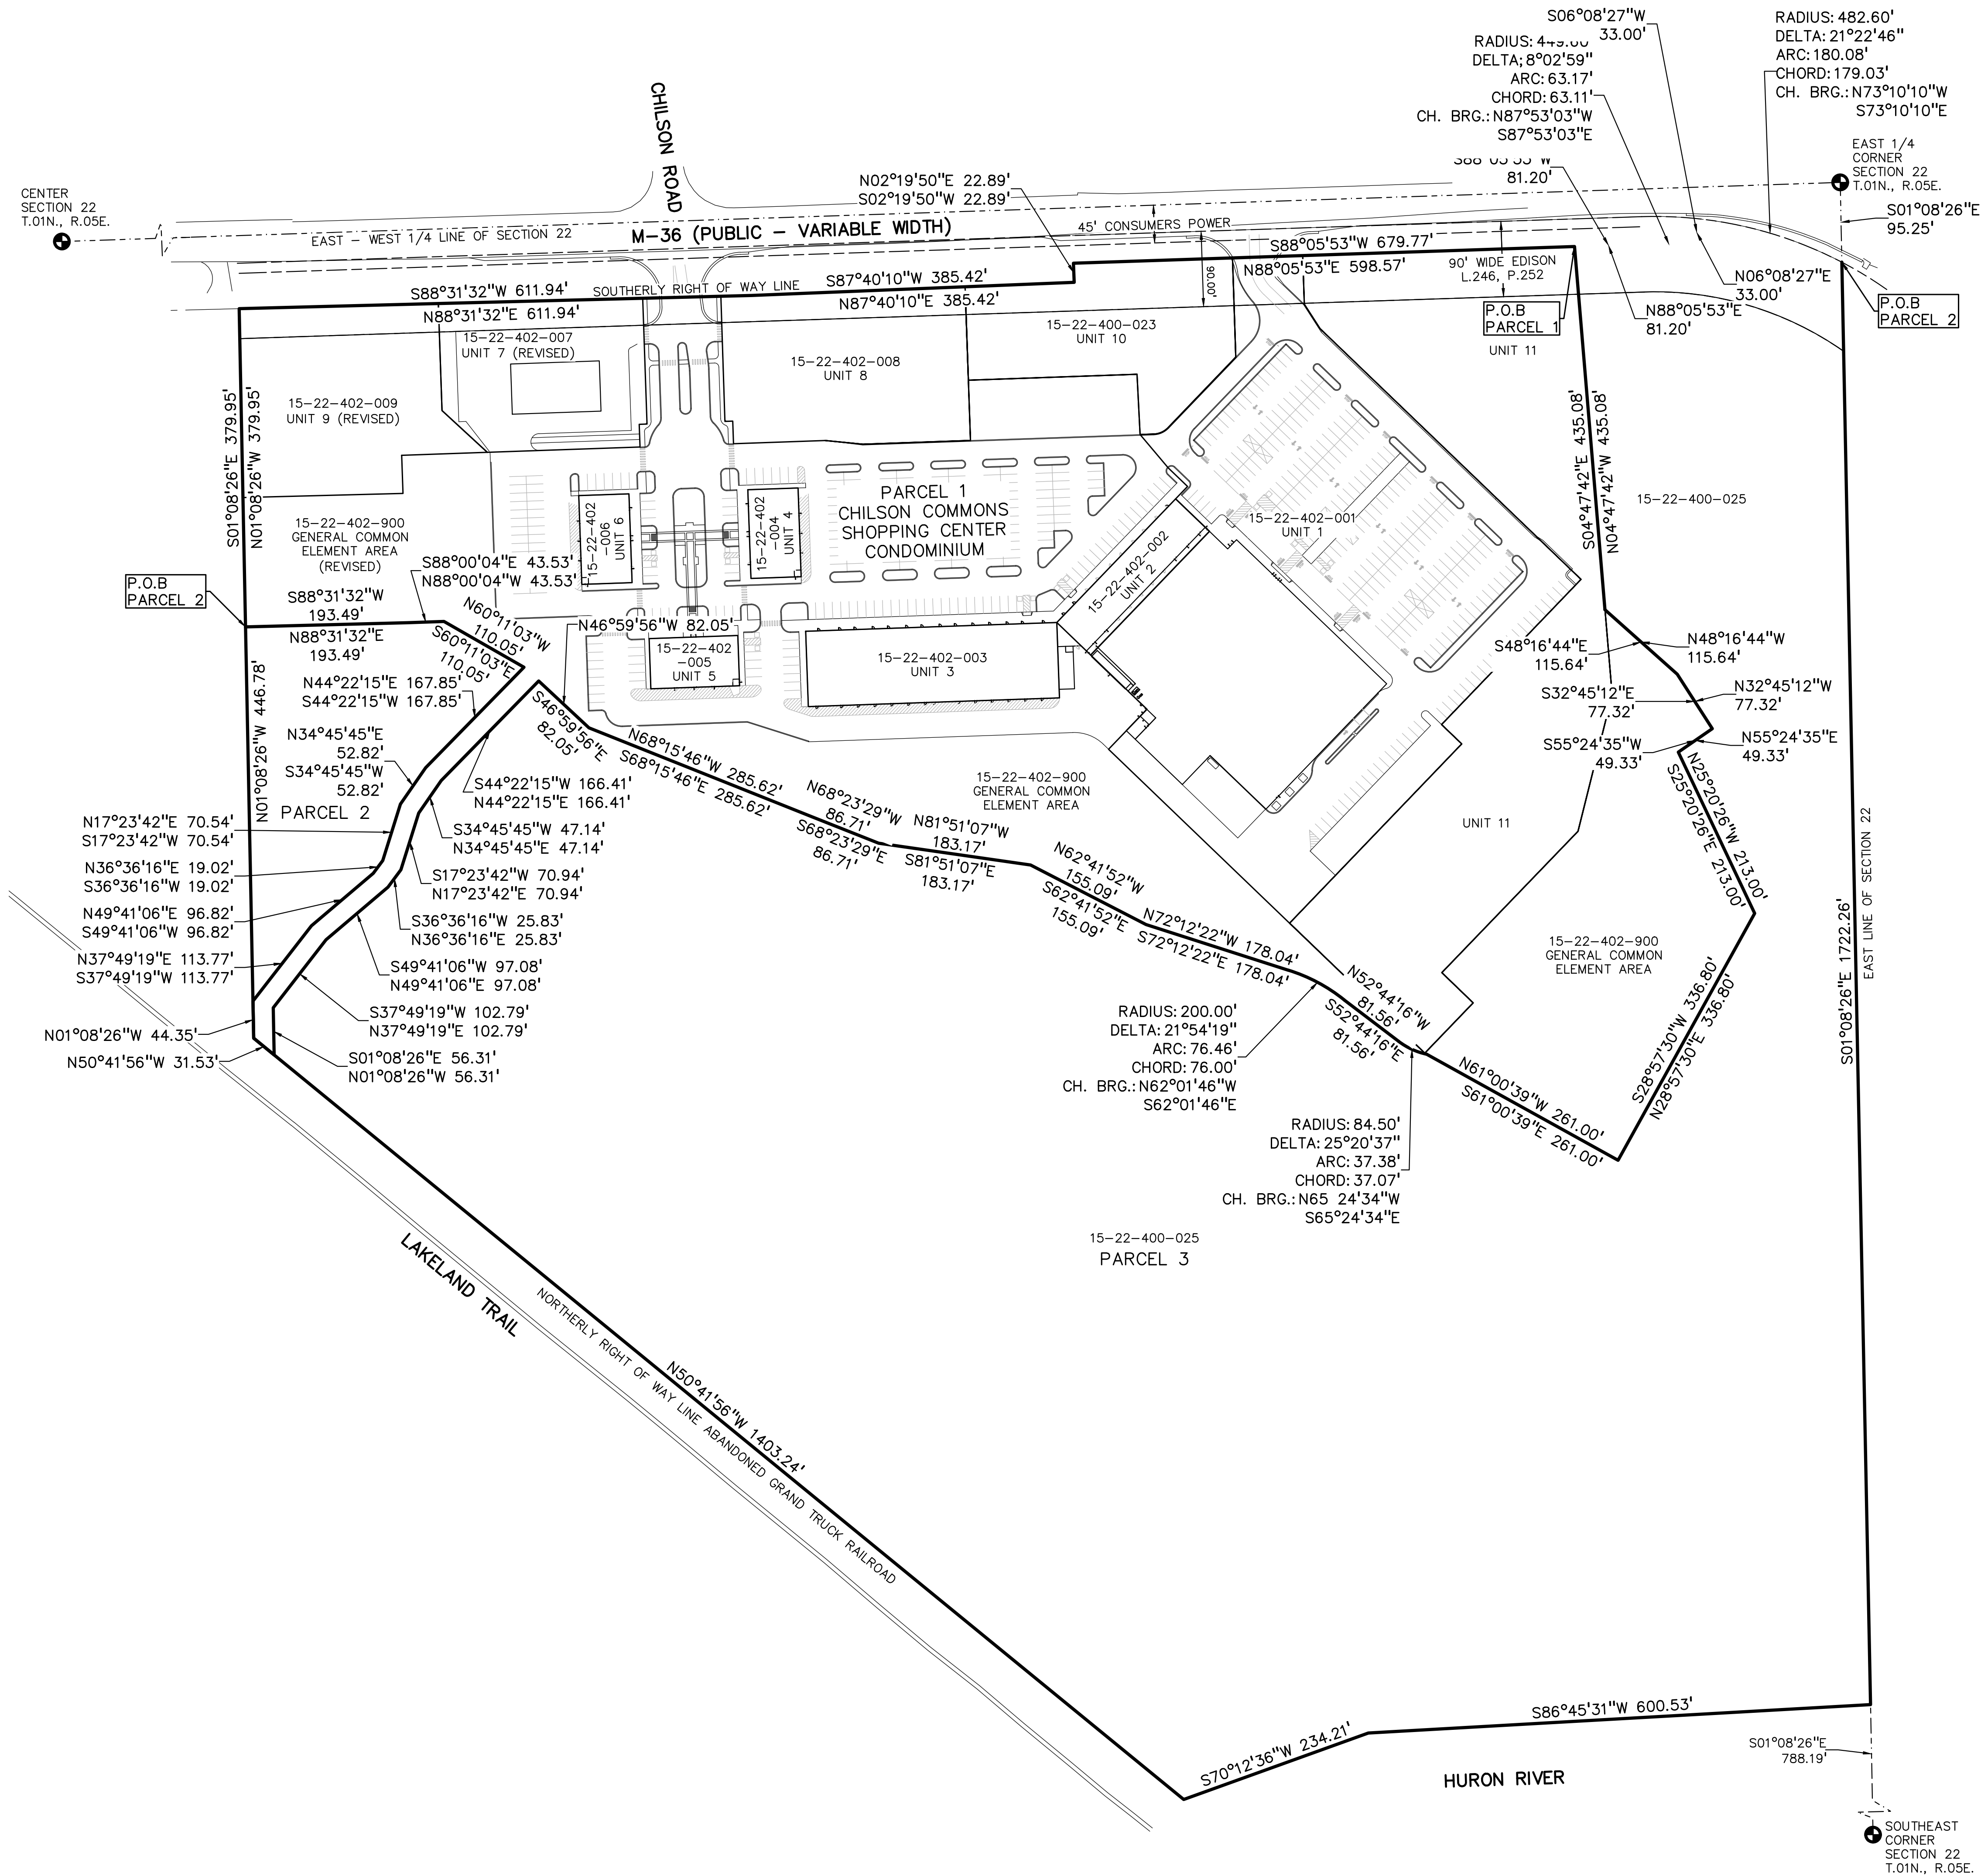 S06°08'27"W
33.00'
RADIUS: 449.60'
DELTA; 8°02'59"
ARC: 63.17'
CHORD: 63.11'
CH. BRG.: N87°53'03"W
S87°53'03"E
RADIUS: 482.60'
DELTA: 21°22'46"
ARC: 180.08'
CHORD: 179.03'
CH. BRG.: N73°10'10"W
S73°10'10"E
S88°05'53"W
81.20'
EAST 1/4
CORNER
SECTION 22
T.01N., R.05E.
S01°08'26"E
95.25'
CENTER
SECTION 22
T.01N., R.05E.
CHILSON ROAD
N02°19'50"E 22.89'
S02°19'50"W 22.89'
EAST - WEST 1/4 LINE OF SECTION 22
M-36 (PUBLIC - VARIABLE WIDTH)
45' CONSUMERS POWER
S88°05'53"W 679.77'
N88°05'53"E 598.57'
90' WIDE EDISON
L.246, P.252
90.00'
N06°08'27"E
33.00'
N88°05'53"E
81.20'
P.O.B
PARCEL 2
P.O.B
PARCEL 1
UNIT 11
S88°31'32"W 611.94'
N88°31'32"E 611.94'
SOUTHERLY RIGHT OF WAY LINE
S87°40'10"W 385.42'
N87°40'10"E 385.42'
15-22-402-007
UNIT 7 (REVISED)
15-22-402-008
UNIT 8
15-22-400-023
UNIT 10
15-22-402-009
UNIT 9 (REVISED)
S01°08'26"E 379.95'
N01°08'26"W 379.95'
15-22-402-900
GENERAL COMMON
ELEMENT AREA
(REVISED)
15-22-402
-006
UNIT 6
15-22-402
-004
UNIT 4
PARCEL 1
CHILSON COMMONS
SHOPPING CENTER
CONDOMINIUM
15-22-402-002
UNIT 2
15-22-402-001
UNIT 1
S04°47'42"E 435.08'
N04°47'42"W 435.08'
15-22-400-025
P.O.B
PARCEL 2
S88°00'04"E 43.53'
N88°00'04"W 43.53'
S88°31'32"W
193.49'
N88°31'32"E
193.49'
N60°11'03"W
110.05'
S60°11'03"E
110.05'
N46°59'56"W 82.05'
S46°59'56"E
82.05'
15-22-402
-005
UNIT 5
15-22-402-003
UNIT 3
S48°16'44"E
115.64'
N48°16'44"W
115.64'
S32°45'12"E
77.32'
N32°45'12"W
77.32'
S55°24'35"W
49.33'
N55°24'35"E
49.33'
N25°20'26"W 213.00'
S25°20'26"E 213.00'
N01°08'26"W 446.78'
N44°22'15"E 167.85'
S44°22'15"W 167.85'
N34°45'45"E
52.82'
S34°45'45"W
52.82'
PARCEL 2
S44°22'15"W 166.41'
N44°22'15"E 166.41'
S34°45'45"W 47.14'
N34°45'45"E 47.14'
N17°23'42"E 70.54'
S17°23'42"W 70.54'
N36°36'16"E 19.02'
S36°36'16"W 19.02'
N49°41'06"E 96.82'
S49°41'06"W 96.82'
N37°49'19"E 113.77'
S37°49'19"W 113.77'
N01°08'26"W 44.35'
N50°41'56"W 31.53'
S17°23'42"W 70.94'
N17°23'42"E 70.94'
S36°36'16"W 25.83'
N36°36'16"E 25.83'
S49°41'06"W 97.08'
N49°41'06"E 97.08'
S37°49'19"W 102.79'
N37°49'19"E 102.79'
S01°08'26"E 56.31'
N01°08'26"W 56.31'
N68°15'46"W 285.62'
S68°15'46"E 285.62'
N68°23'29"W
86.71'
S68°23'29"E
86.71'
N81°51'07"W
183.17'
S81°51'07"E
183.17'
15-22-402-900
GENERAL COMMON
ELEMENT AREA
N62°41'52"W
155.09'
S62°41'52"E
155.09'
N72°12'22"W 178.04'
S72°12'22"E 178.04'
UNIT 11
15-22-402-900
GENERAL COMMON
ELEMENT AREA
N52°44'16"W
81.56'
S52°44'16"E
81.56'
RADIUS: 200.00'
DELTA: 21°54'19"
ARC: 76.46'
CHORD: 76.00'
CH. BRG.: N62°01'46"W
S62°01'46"E
RADIUS: 84.50'
DELTA: 25°20'37"
ARC: 37.38'
CHORD: 37.07'
CH. BRG.: N65 24'34"W
S65°24'34"E
N61°00'39"W 261.00'
S61°00'39"E 261.00'
S28°57'30"W 336.80'
N28°57'30"E 336.80'
S01°08'26"E 1722.26'
EAST LINE OF SECTION 22
15-22-400-025
PARCEL 3
LAKELAND TRAIL
NORTHERLY RIGHT OF WAY LINE ABANDONED GRAND TRUCK RAILROAD
N50°41'56"W 1403.24'
S70°12'36"W 234.21'
S86°45'31"W 600.53'
HURON RIVER
S01°08'26"E
788.19'
SOUTHEAST
CORNER
SECTION 22
T.01N., R.05E.